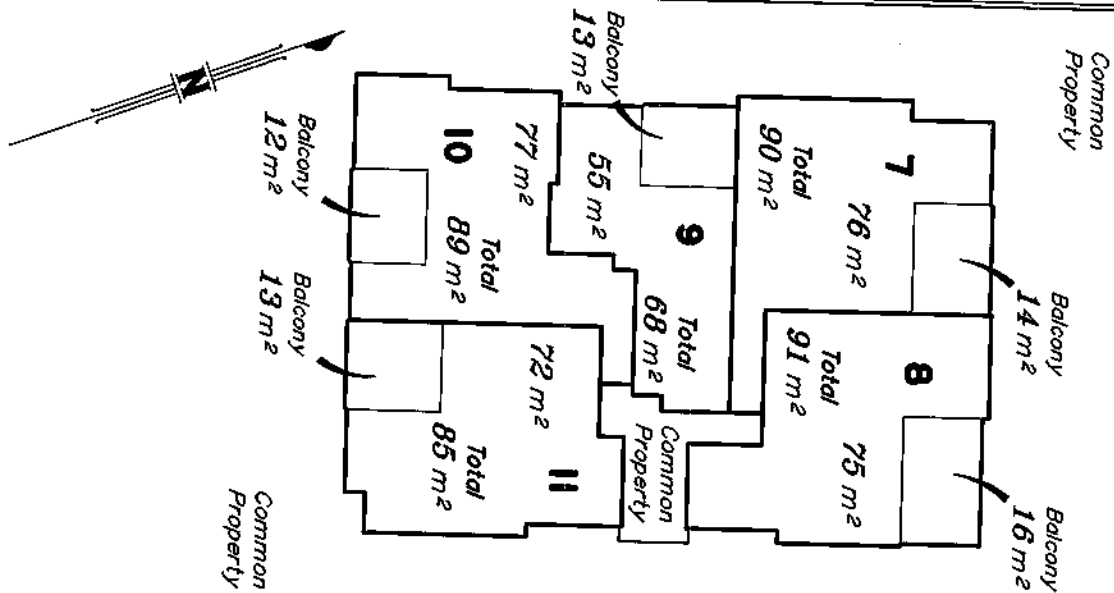 Common
Property
Balcony
13 m²
N
10
77 m²
Total
89 m²
Balcony
12 m²
55 m²
9
Total
68 m²
7
Total
90 m²
76 m²
Balcony
14 m²
8
Total
91 m²
75 m²
Balcony
16 m²
Balcony
13 m²
72 m²
Total
85 m²
11
Common
Property
Common
Property